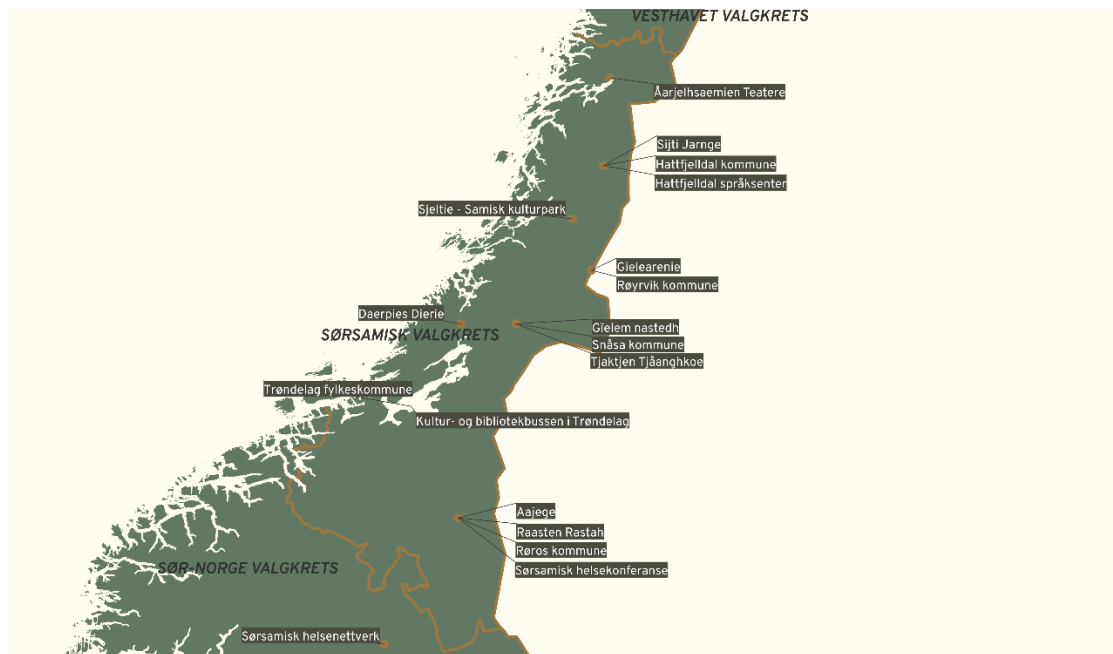 VESTHAVET VALGKRETS
Åarjelhsaemien Teatere
Sijti Jarnge
Hattfjelldal kommune
Hattfjelldal språksenter
Sjeltie - Samisk kulturpark
Gielearenie
Røyrvik kommune
Daerpies Dierie
SØRSAMISK VALGKRETS
Gïelem nastedh
Snåsa kommune
Tjaktjen Tjåanghkoe
Trøndelag fylkeskommune
Kultur- og bibliotekbussen i Trøndelag
Aajege
Raasten Rastah
Røros kommune
Sørsamisk helsekonferanse
SØR-NORGE VALGKRETS
Sørsamisk helsenettverk